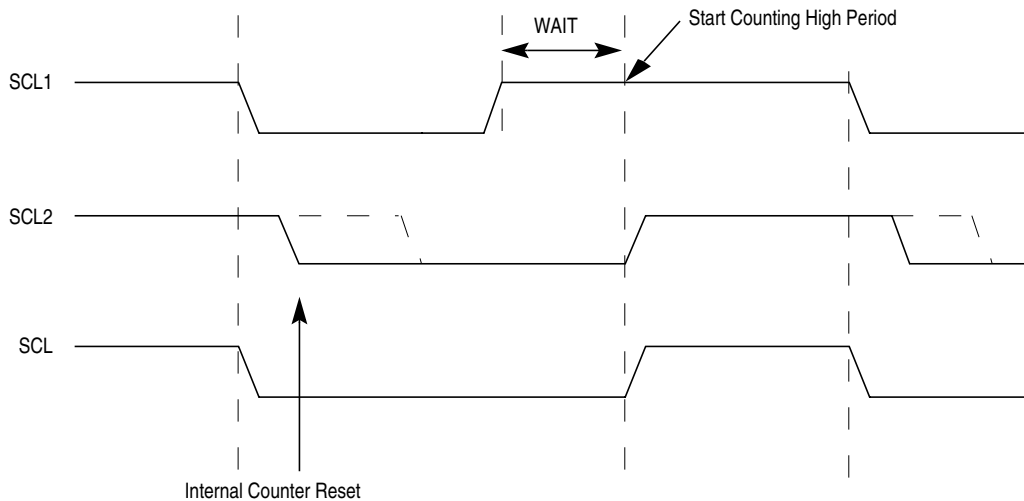 Start Counting High Period
WAIT
SCL1
SCL2
SCL
Internal Counter Reset